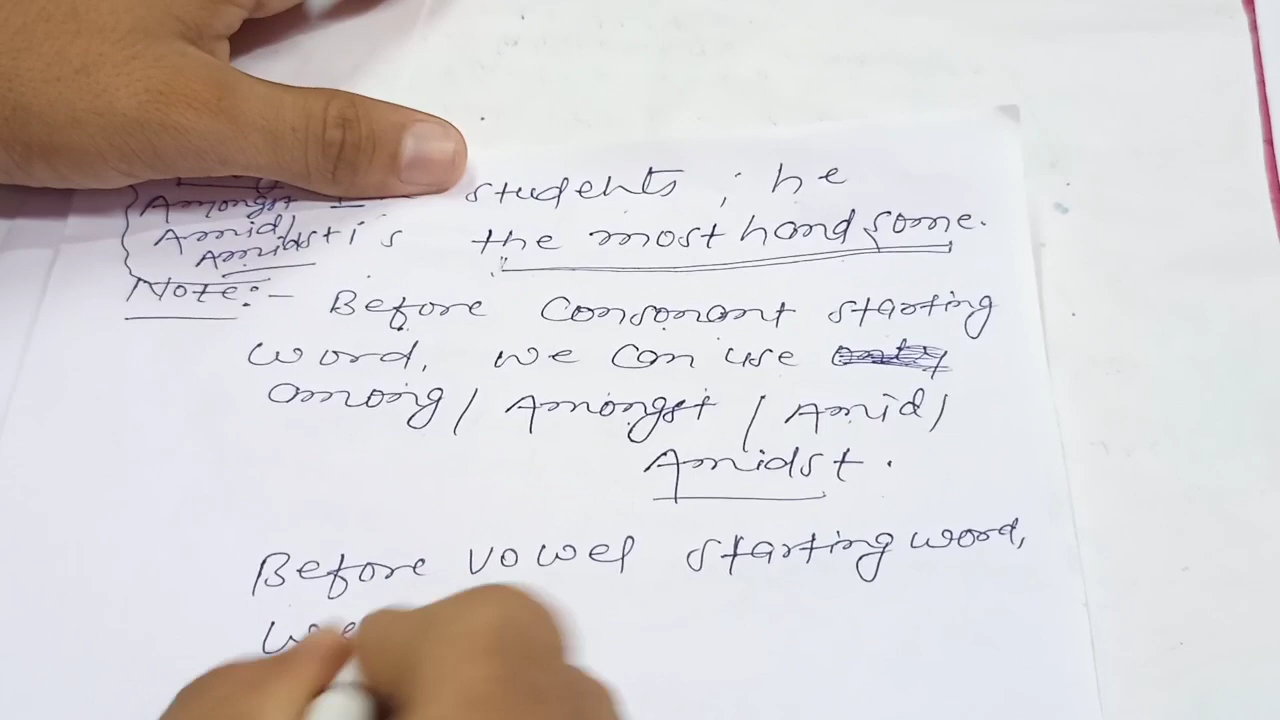 students ; he
Amongst
Amid/ is the most handsome.
Amidst
Note:- Before Consonant starting
word, we can use
among / Amongst / Amid /
Amidst.
Before vowel starting word,